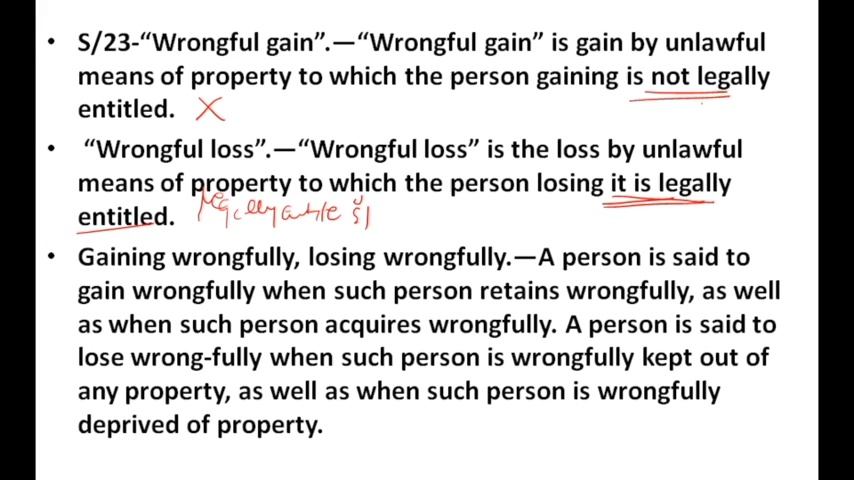 • S/23-“Wrongful gain”.—“Wrongful gain” is gain by unlawful
means of property to which the person gaining is not legally
entitled. X
• “Wrongful loss”.—“Wrongful loss” is the loss by unlawful
means of property to which the person losing it is legally
entitled.
• Gaining wrongfully, losing wrongfully.—A person is said to
gain wrongfully when such person retains wrongfully, as well
as when such person acquires wrongfully. A person is said to
lose wrong-fully when such person is wrongfully kept out of
any property, as well as when such person is wrongfully
deprived of property.